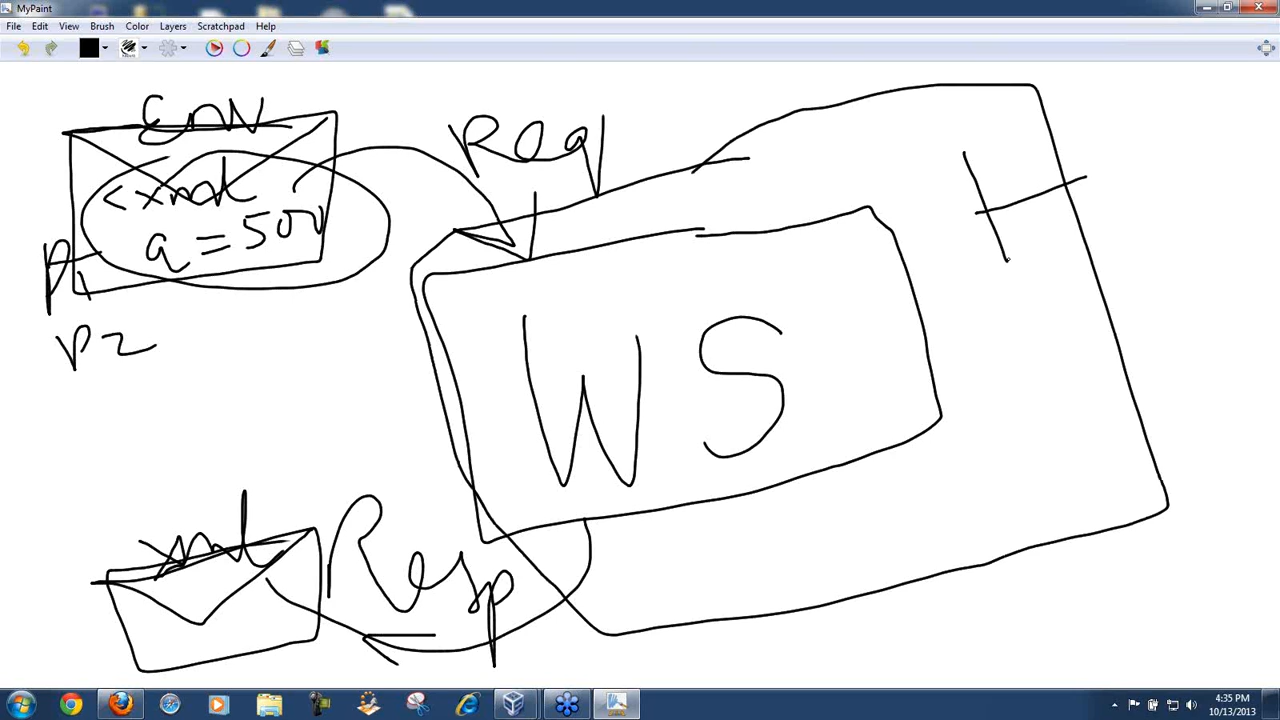 MyPaint
File Edit View Brush Color Layers Scratchpad Help
Env
<xml
a = 500
P1
P2
Req
WS
xml
Resp
4:35 PM
10/13/2013